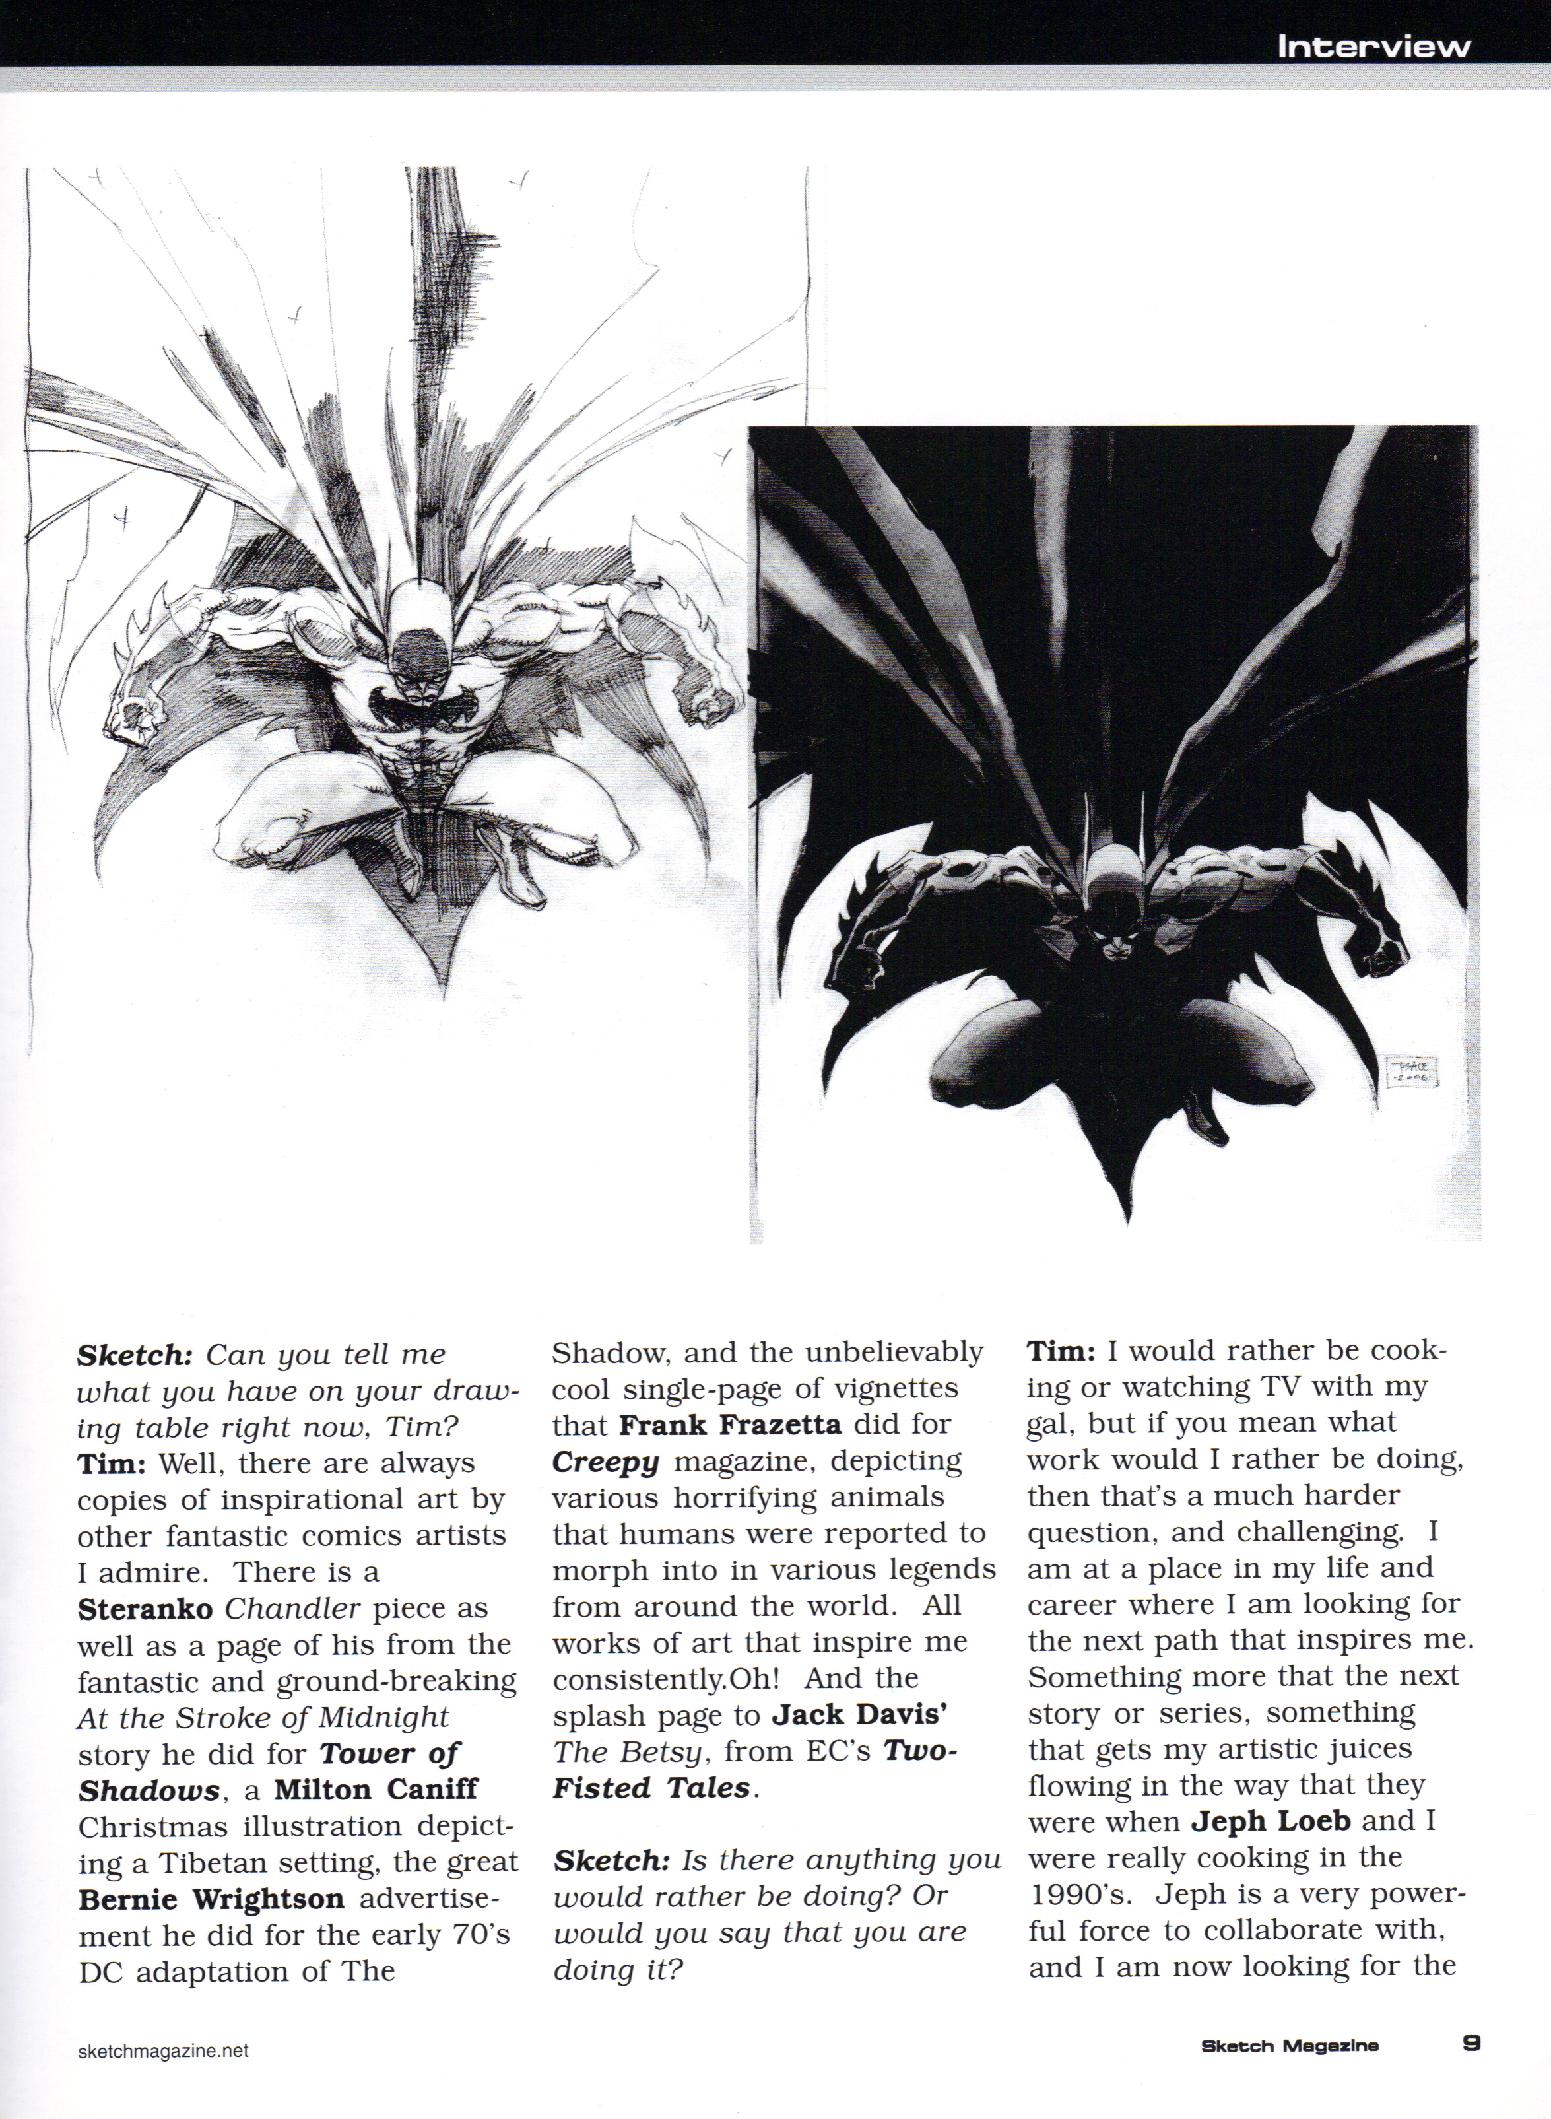 Interview
TSALE
-2006-
Sketch: Can you tell me
what you have on your draw-
ing table right now, Tim?
Tim: Well, there are always
copies of inspirational art by
other fantastic comics artists
I admire. There is a
Steranko Chandler piece as
well as a page of his from the
fantastic and ground-breaking
At the Stroke of Midnight
story he did for Tower of
Shadows, a Milton Caniff
Christmas illustration depict-
ing a Tibetan setting, the great
Bernie Wrightson advertise-
ment he did for the early 70's
DC adaptation of The
Shadow, and the unbelievably
cool single-page of vignettes
that Frank Frazetta did for
Creepy magazine, depicting
various horrifying animals
that humans were reported to
morph into in various legends
from around the world. All
works of art that inspire me
consistently.Oh! And the
splash page to Jack Davis'
The Betsy, from EC's Two-
Fisted Tales.
Sketch: Is there anything you
would rather be doing? Or
would you say that you are
doing it?
Tim: I would rather be cook-
ing or watching TV with my
gal, but if you mean what
work would I rather be doing,
then that's a much harder
question, and challenging. I
am at a place in my life and
career where I am looking for
the next path that inspires me.
Something more that the next
story or series, something
that gets my artistic juices
flowing in the way that they
were when Jeph Loeb and I
were really cooking in the
1990's. Jeph is a very power-
ful force to collaborate with,
and I am now looking for the
sketchmagazine.net
Sketch Magazine 9